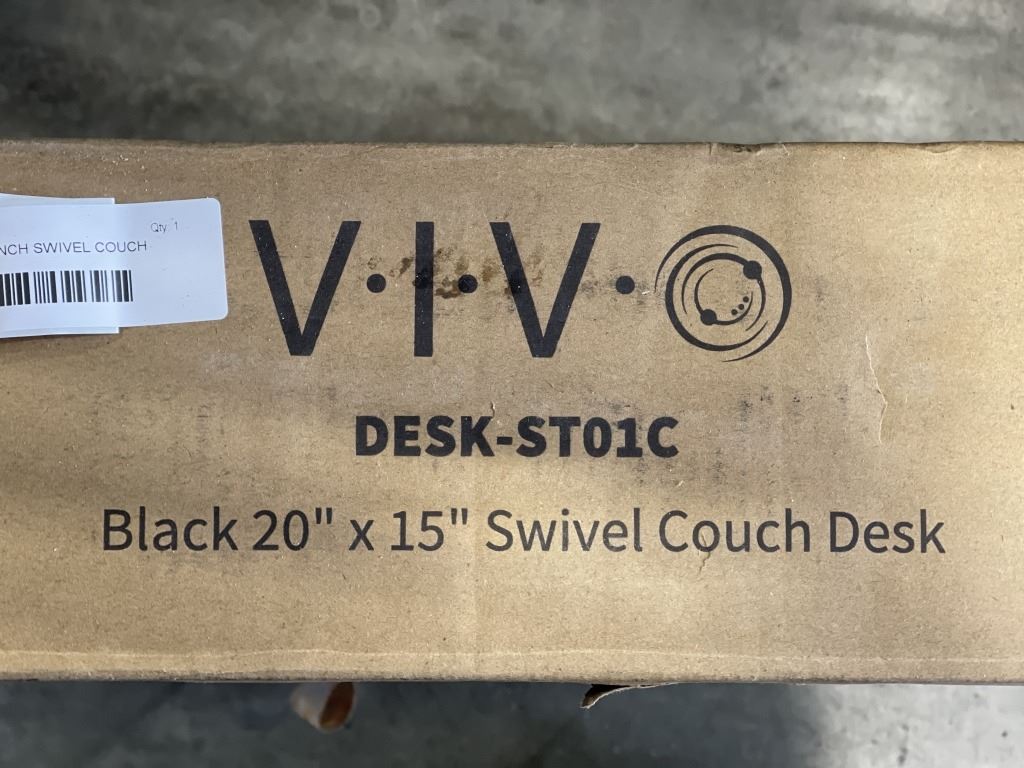 Qty: 1
NCH SWIVEL COUCH
V·I·V·O
DESK-ST01C
Black 20" x 15" Swivel Couch Desk